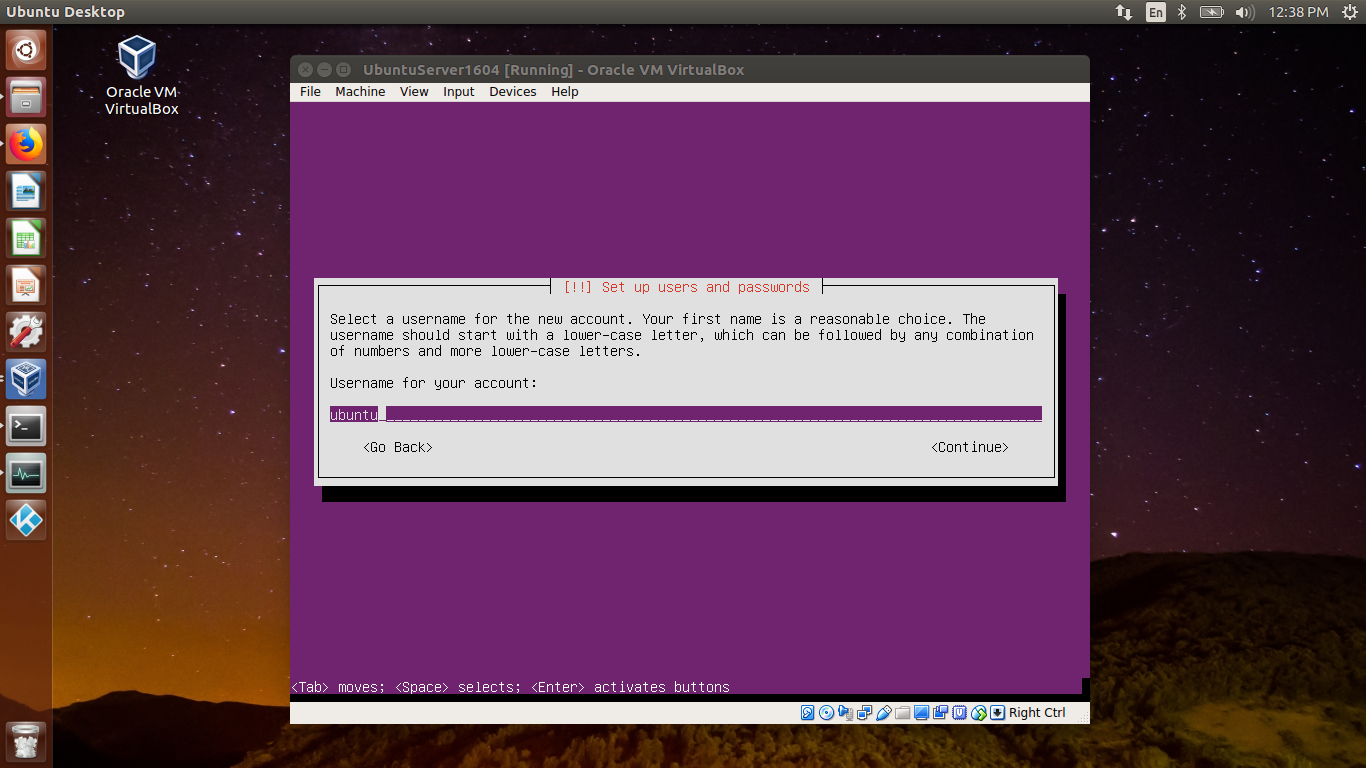 Ubuntu Desktop
En
12:38 PM
Oracle VM
VirtualBox
UbuntuServer1604 [Running] - Oracle VM VirtualBox
File Machine View Input Devices Help
[!!] Set up users and passwords
Select a username for the new account. Your first name is a reasonable choice. The
username should start with a lower-case letter, which can be followed by any combination
of numbers and more lower-case letters.
Username for your account:
ubuntu
<Go Back> <Continue>
<Tab> moves; <Space> selects; <Enter> activates buttons
Right Ctrl